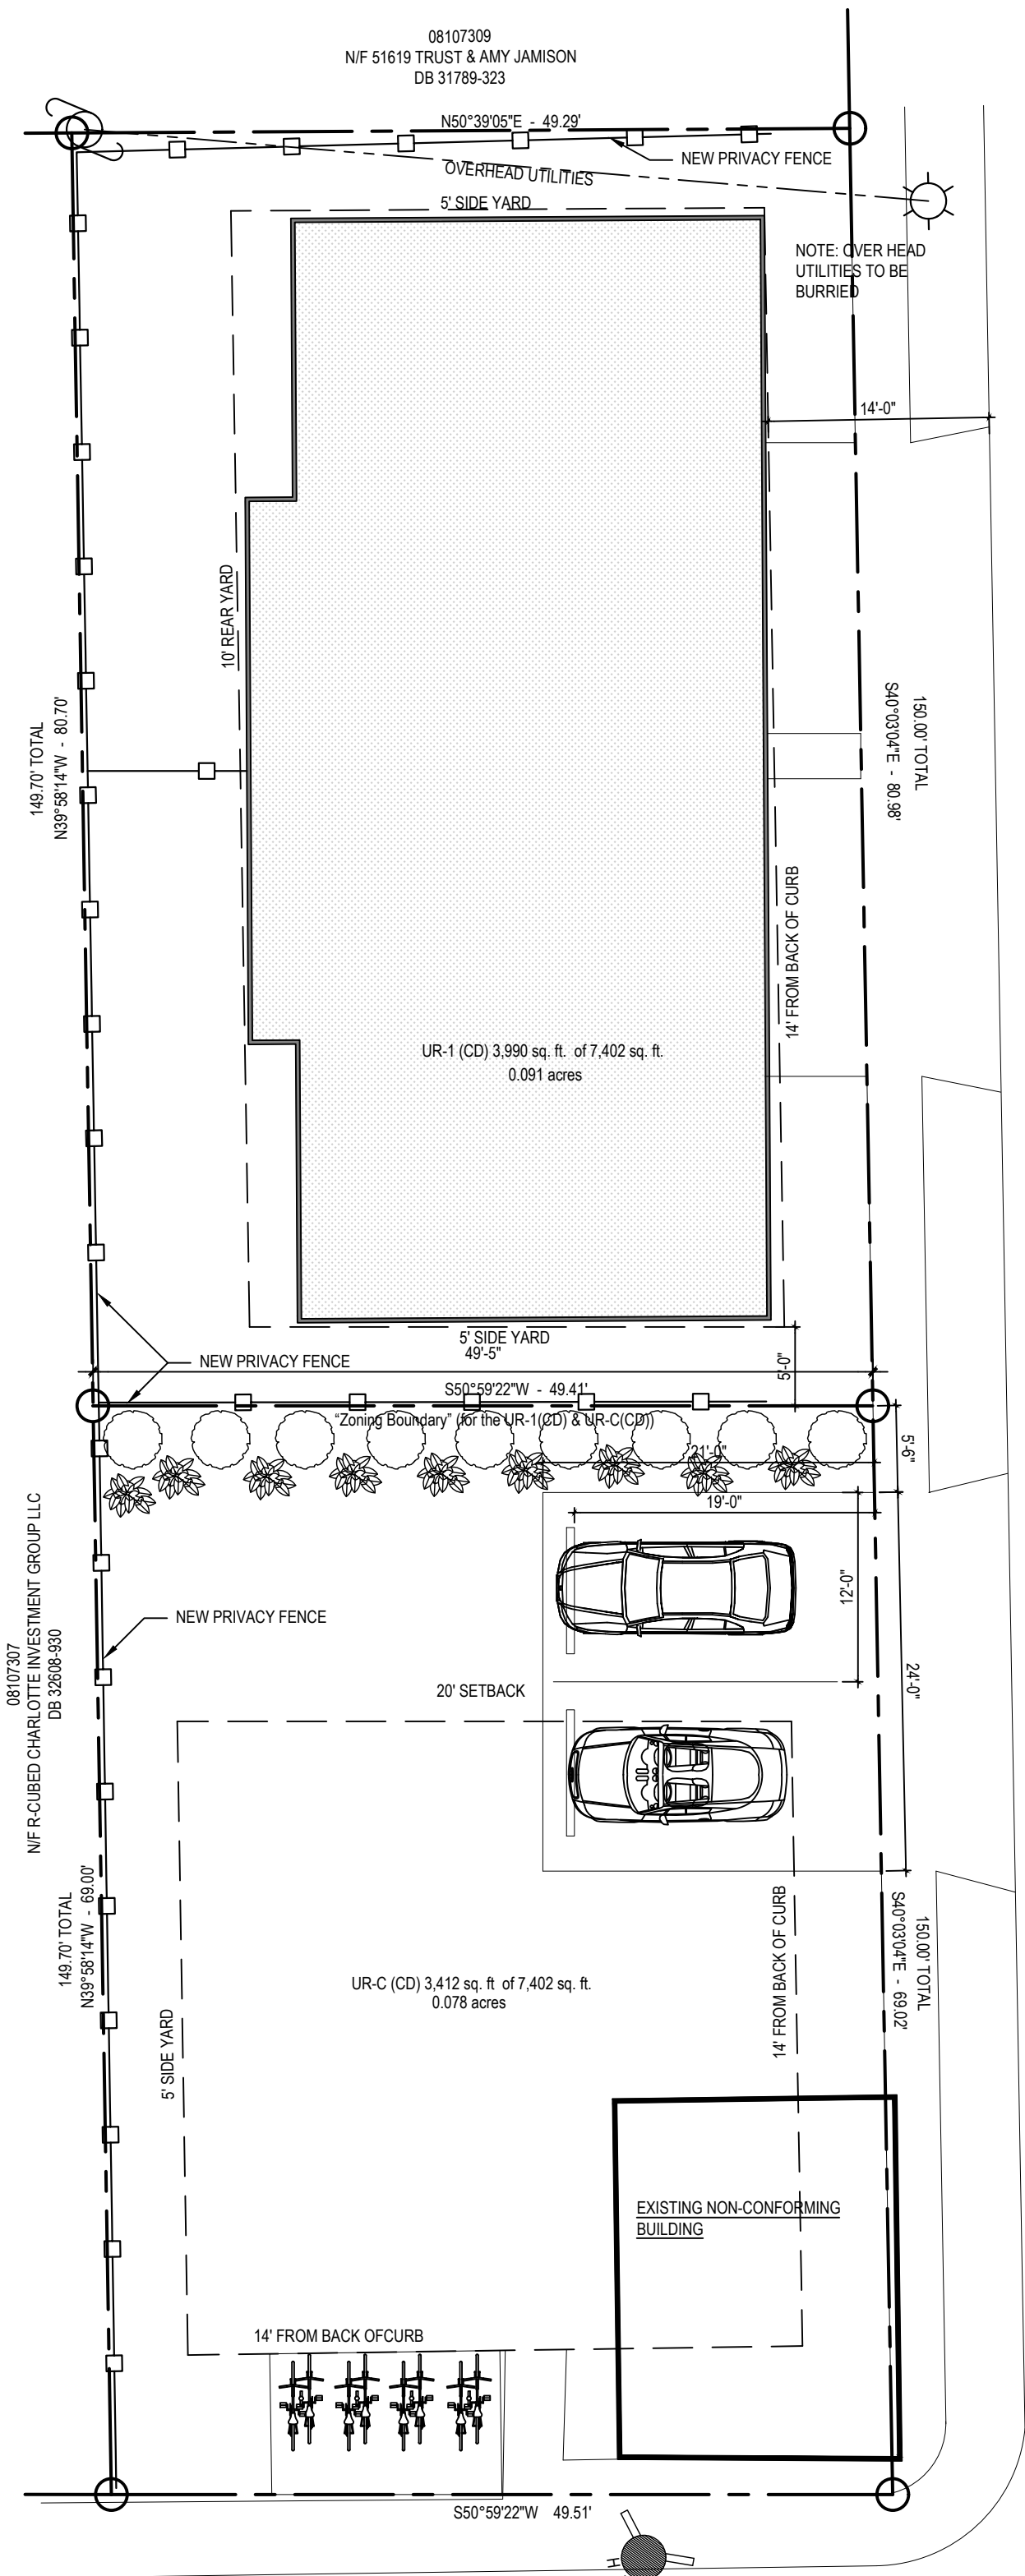 08107309
N/F 51619 TRUST & AMY JAMISON
DB 31789-323
N50°39'05"E - 49.29'
NEW PRIVACY FENCE
OVERHEAD UTILITIES
5' SIDE YARD
NOTE: OVER HEAD
UTILITIES TO BE
BURRIED
14'-0"
10' REAR YARD
149.70' TOTAL
N39°58'14"W - 80.70'
150.00' TOTAL
S40°03'04"E - 80.98'
14' FROM BACK OF CURB
UR-1 (CD) 3,990 sq. ft. of 7,402 sq. ft.
0.091 acres
5' SIDE YARD
49'-5"
NEW PRIVACY FENCE
5'-0"
S50°59'22"W - 49.41'
"Zoning Boundary" (for the UR-1(CD) & UR-C(CD))
5'-6"
21'-0"
19'-0"
12'-0"
08107307
N/F R-CUBED CHARLOTTE INVESTMENT GROUP LLC
DB 32608-930
NEW PRIVACY FENCE
24'-0"
20' SETBACK
149.70' TOTAL
N39°58'14"W - 69.00'
150.00' TOTAL
S40°03'04"E - 69.02'
14' FROM BACK OF CURB
UR-C (CD) 3,412 sq. ft of 7,402 sq. ft.
0.078 acres
5' SIDE YARD
EXISTING NON-CONFORMING
BUILDING
14' FROM BACK OFCURB
S50°59'22"W 49.51'
H